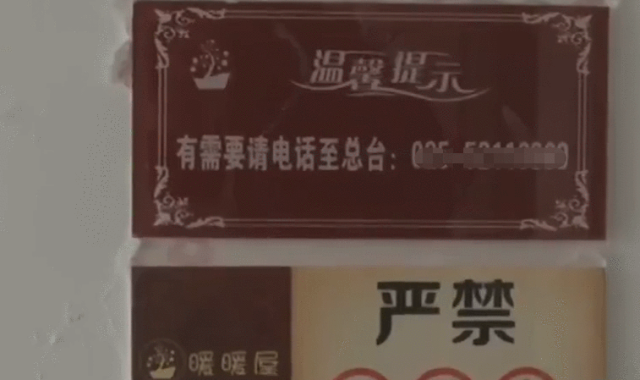 温馨提示
有需要请电话至总台：
严禁
暖暖屋